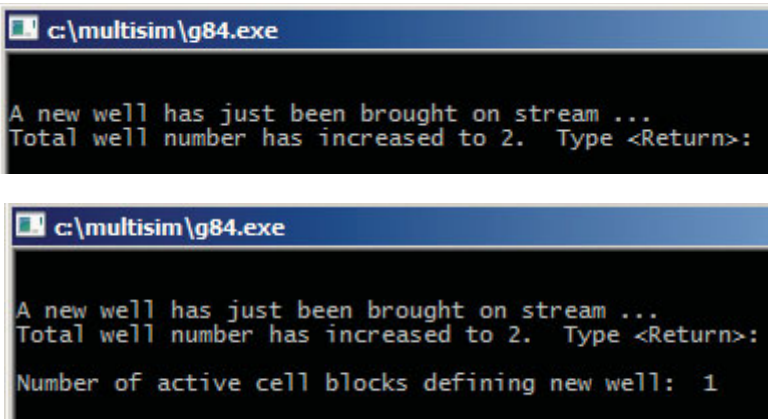 c:\multisim\g84.exe
A new well has just been brought on stream ...
Total well number has increased to 2.  Type <Return>:
c:\multisim\g84.exe
A new well has just been brought on stream ...
Total well number has increased to 2.  Type <Return>:
Number of active cell blocks defining new well:  1